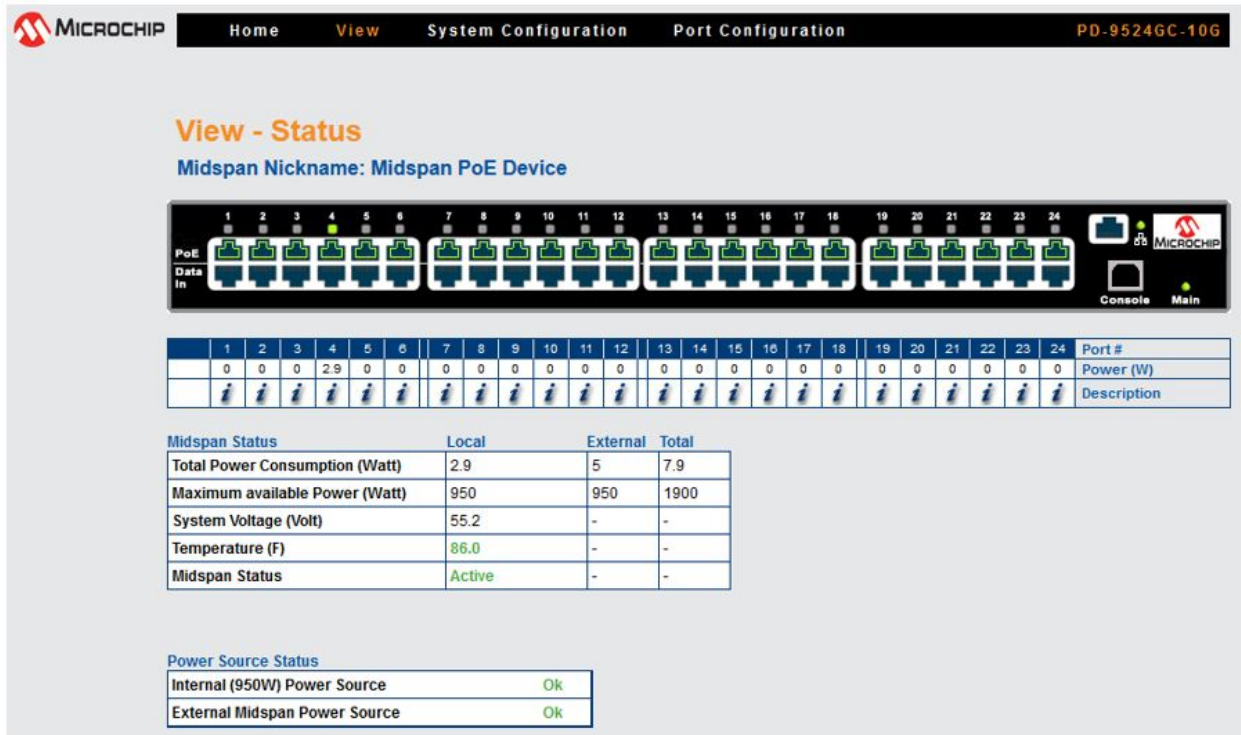 MICROCHIP Home View System Configuration Port Configuration PD-9524GC-10G
View - Status
Midspan Nickname: Midspan PoE Device
1 2 3 4 5 6 7 8 9 10 11 12 13 14 15 16 17 18 19 20 21 22 23 24
PoE
MICROCHIP
Data In
Console Main
1 2 3 4 5 6 7 8 9 10 11 12 13 14 15 16 17 18 19 20 21 22 23 24 Port #
0 0 0 2.9 0 0 0 0 0 0 0 0 0 0 0 0 0 0 0 0 0 0 0 0 Power (W)
i i i i i i i i i i i i i i i i i i i i i i i i Description
Midspan Status Local External Total
Total Power Consumption (Watt) 2.9 5 7.9
Maximum available Power (Watt) 950 950 1900
System Voltage (Volt) 55.2 - -
Temperature (F) 86.0 - -
Midspan Status Active - -
Power Source Status
Internal (950W) Power Source Ok
External Midspan Power Source Ok